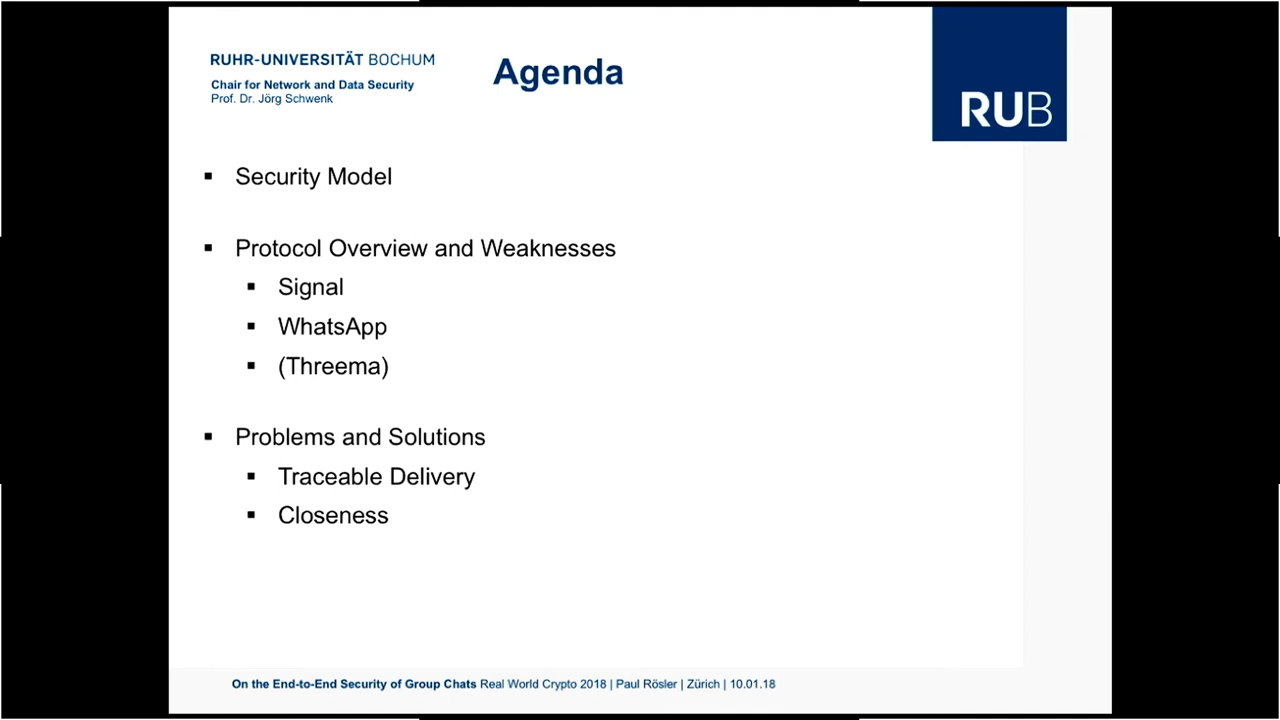 RUHR-UNIVERSITÄT BOCHUM
Chair for Network and Data Security
Prof. Dr. Jörg Schwenk
Agenda
RUB
▪ Security Model
▪ Protocol Overview and Weaknesses
▪ Signal
▪ WhatsApp
▪ (Threema)
▪ Problems and Solutions
▪ Traceable Delivery
▪ Closeness
On the End-to-End Security of Group Chats Real World Crypto 2018 | Paul Rösler | Zürich | 10.01.18